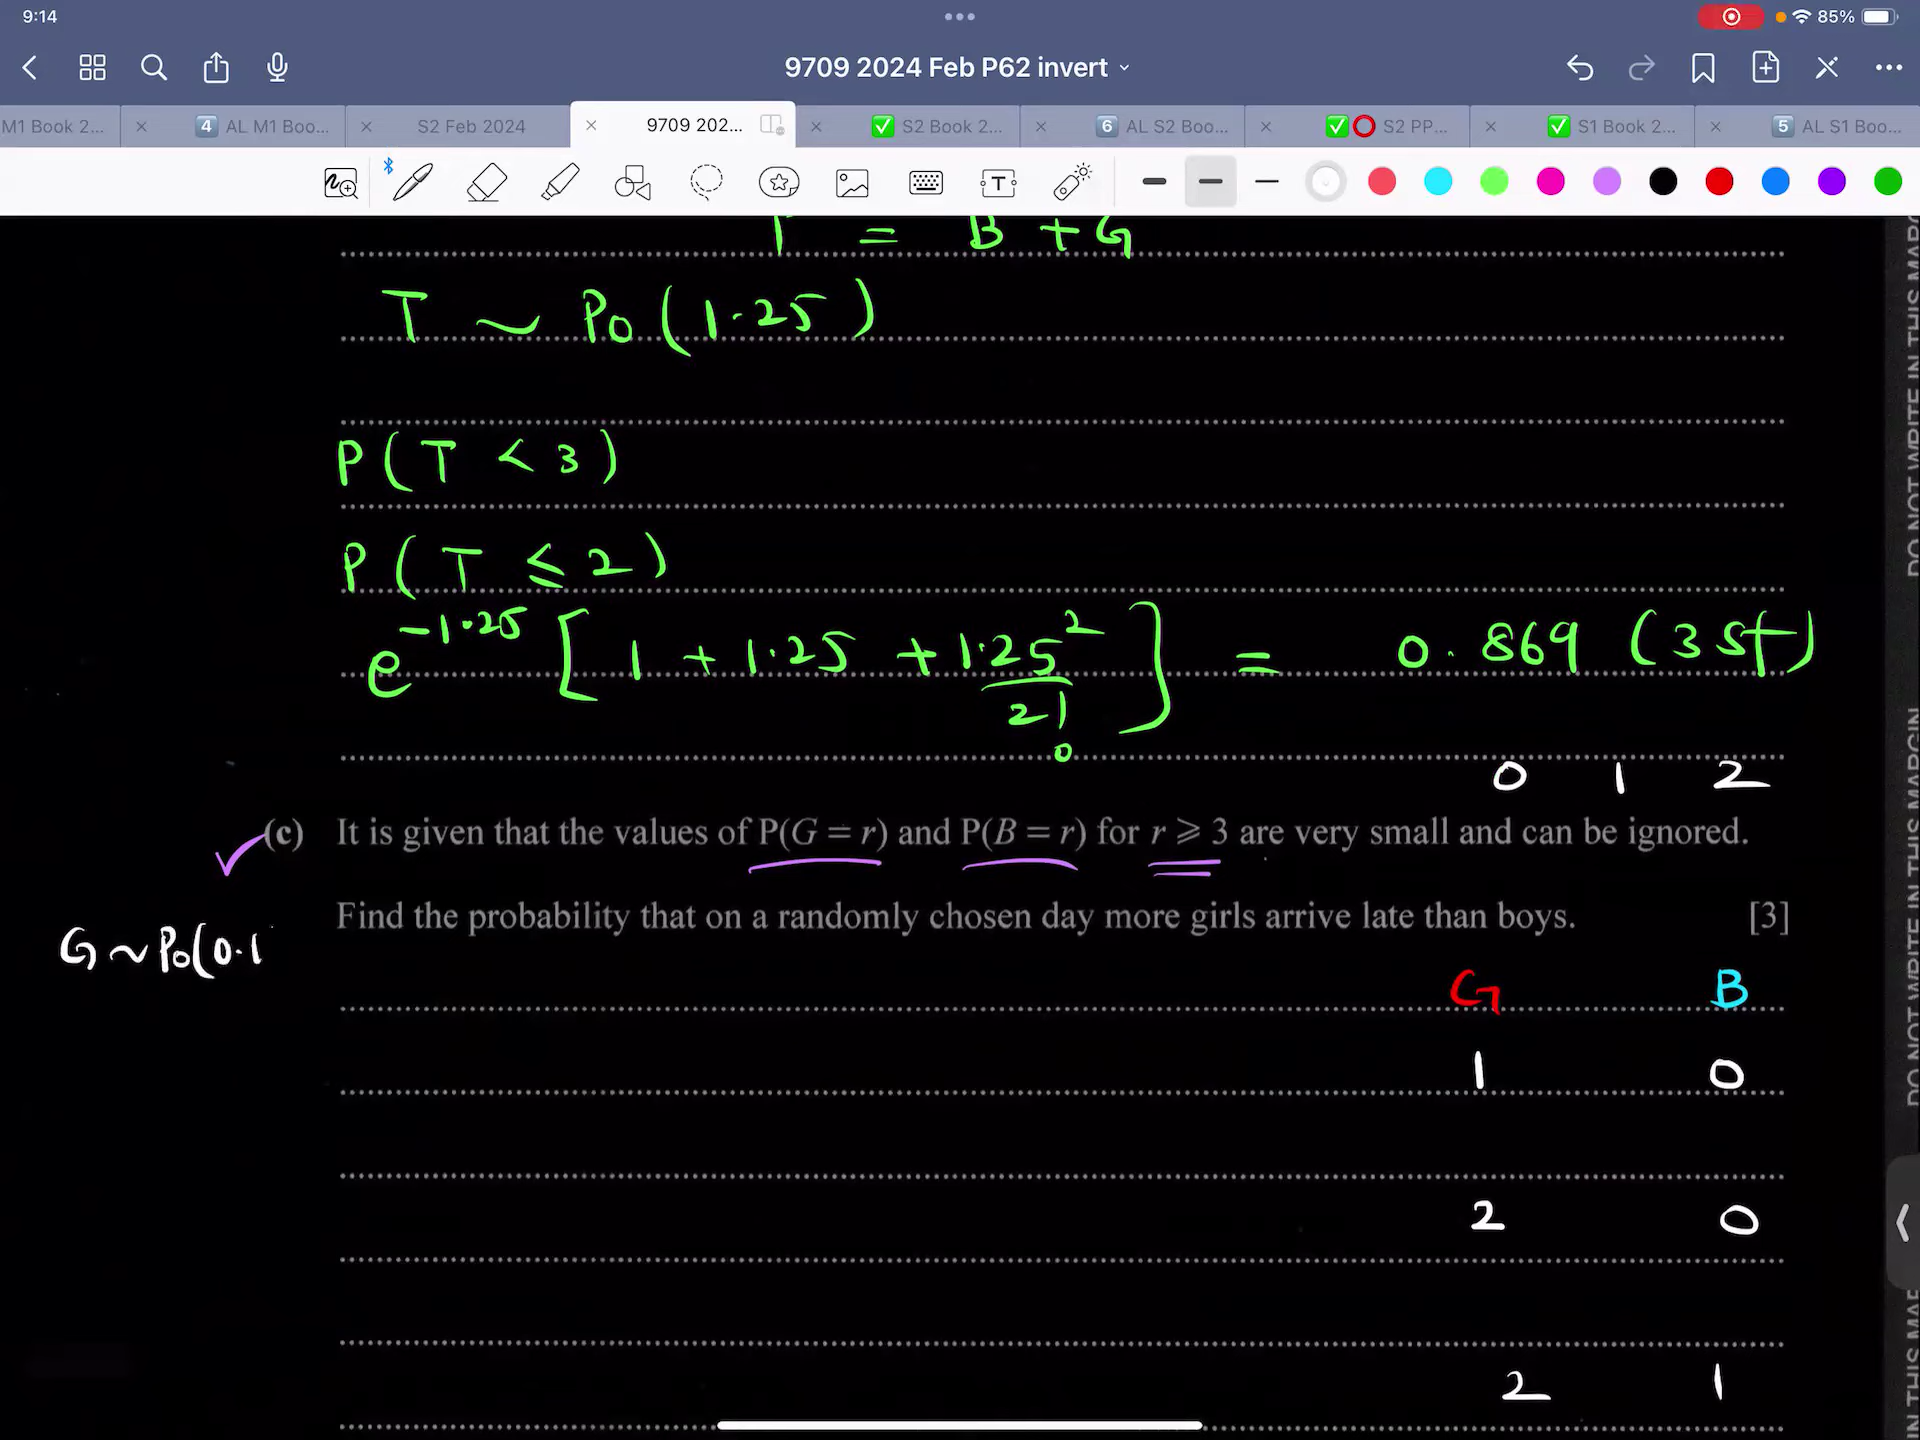 9:14
85%
9709 2024 Feb P62 invert
M1 Book 2...
4 AL M1 Boo...
S2 Feb 2024
9709 202...
S2 Book 2...
6 AL S2 Boo...
S2 PP...
S1 Book 2...
5 AL S1 Boo...
T = B + G
T ~ Po (1.25)
P(T < 3)
P(T ≤ 2)
e^-1.25 [1 + 1.25 + 1.25²/2!] = 0.869 (3sf)
0 1 2
(c) It is given that the values of P(G = r) and P(B = r) for r ⩾ 3 are very small and can be ignored.
Find the probability that on a randomly chosen day more girls arrive late than boys. [3]
G ~ Po(0.1
G B
1 0
2 0
2 1
DO NOT WRITE IN THIS MARGIN
DO NOT WRITE IN THIS MARGIN
IN THIS MAR